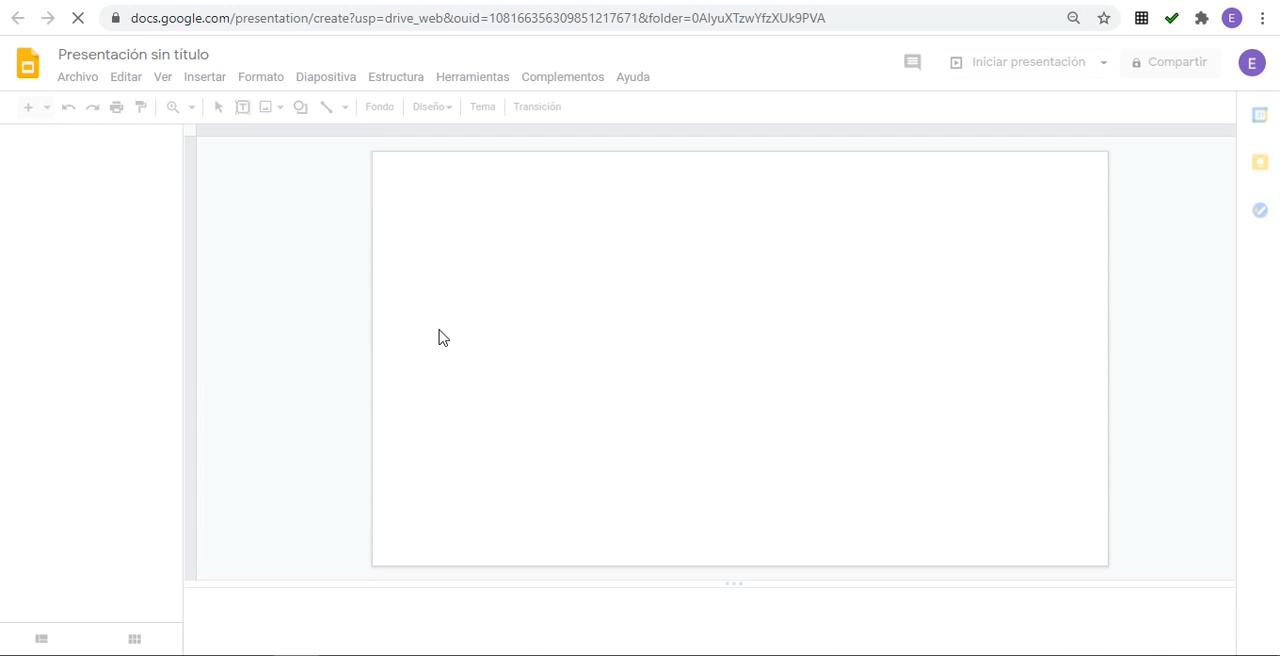 docs.google.com/presentation/create?usp=drive_web&ouid=108166356309851217671&folder=0AIyuXTzwYfzXUk9PVA
E
Presentación sin título
Archivo Editar Ver Insertar Formato Diapositiva Estructura Herramientas Complementos Ayuda
Iniciar presentación
Compartir
E
Fondo Diseño Tema Transición